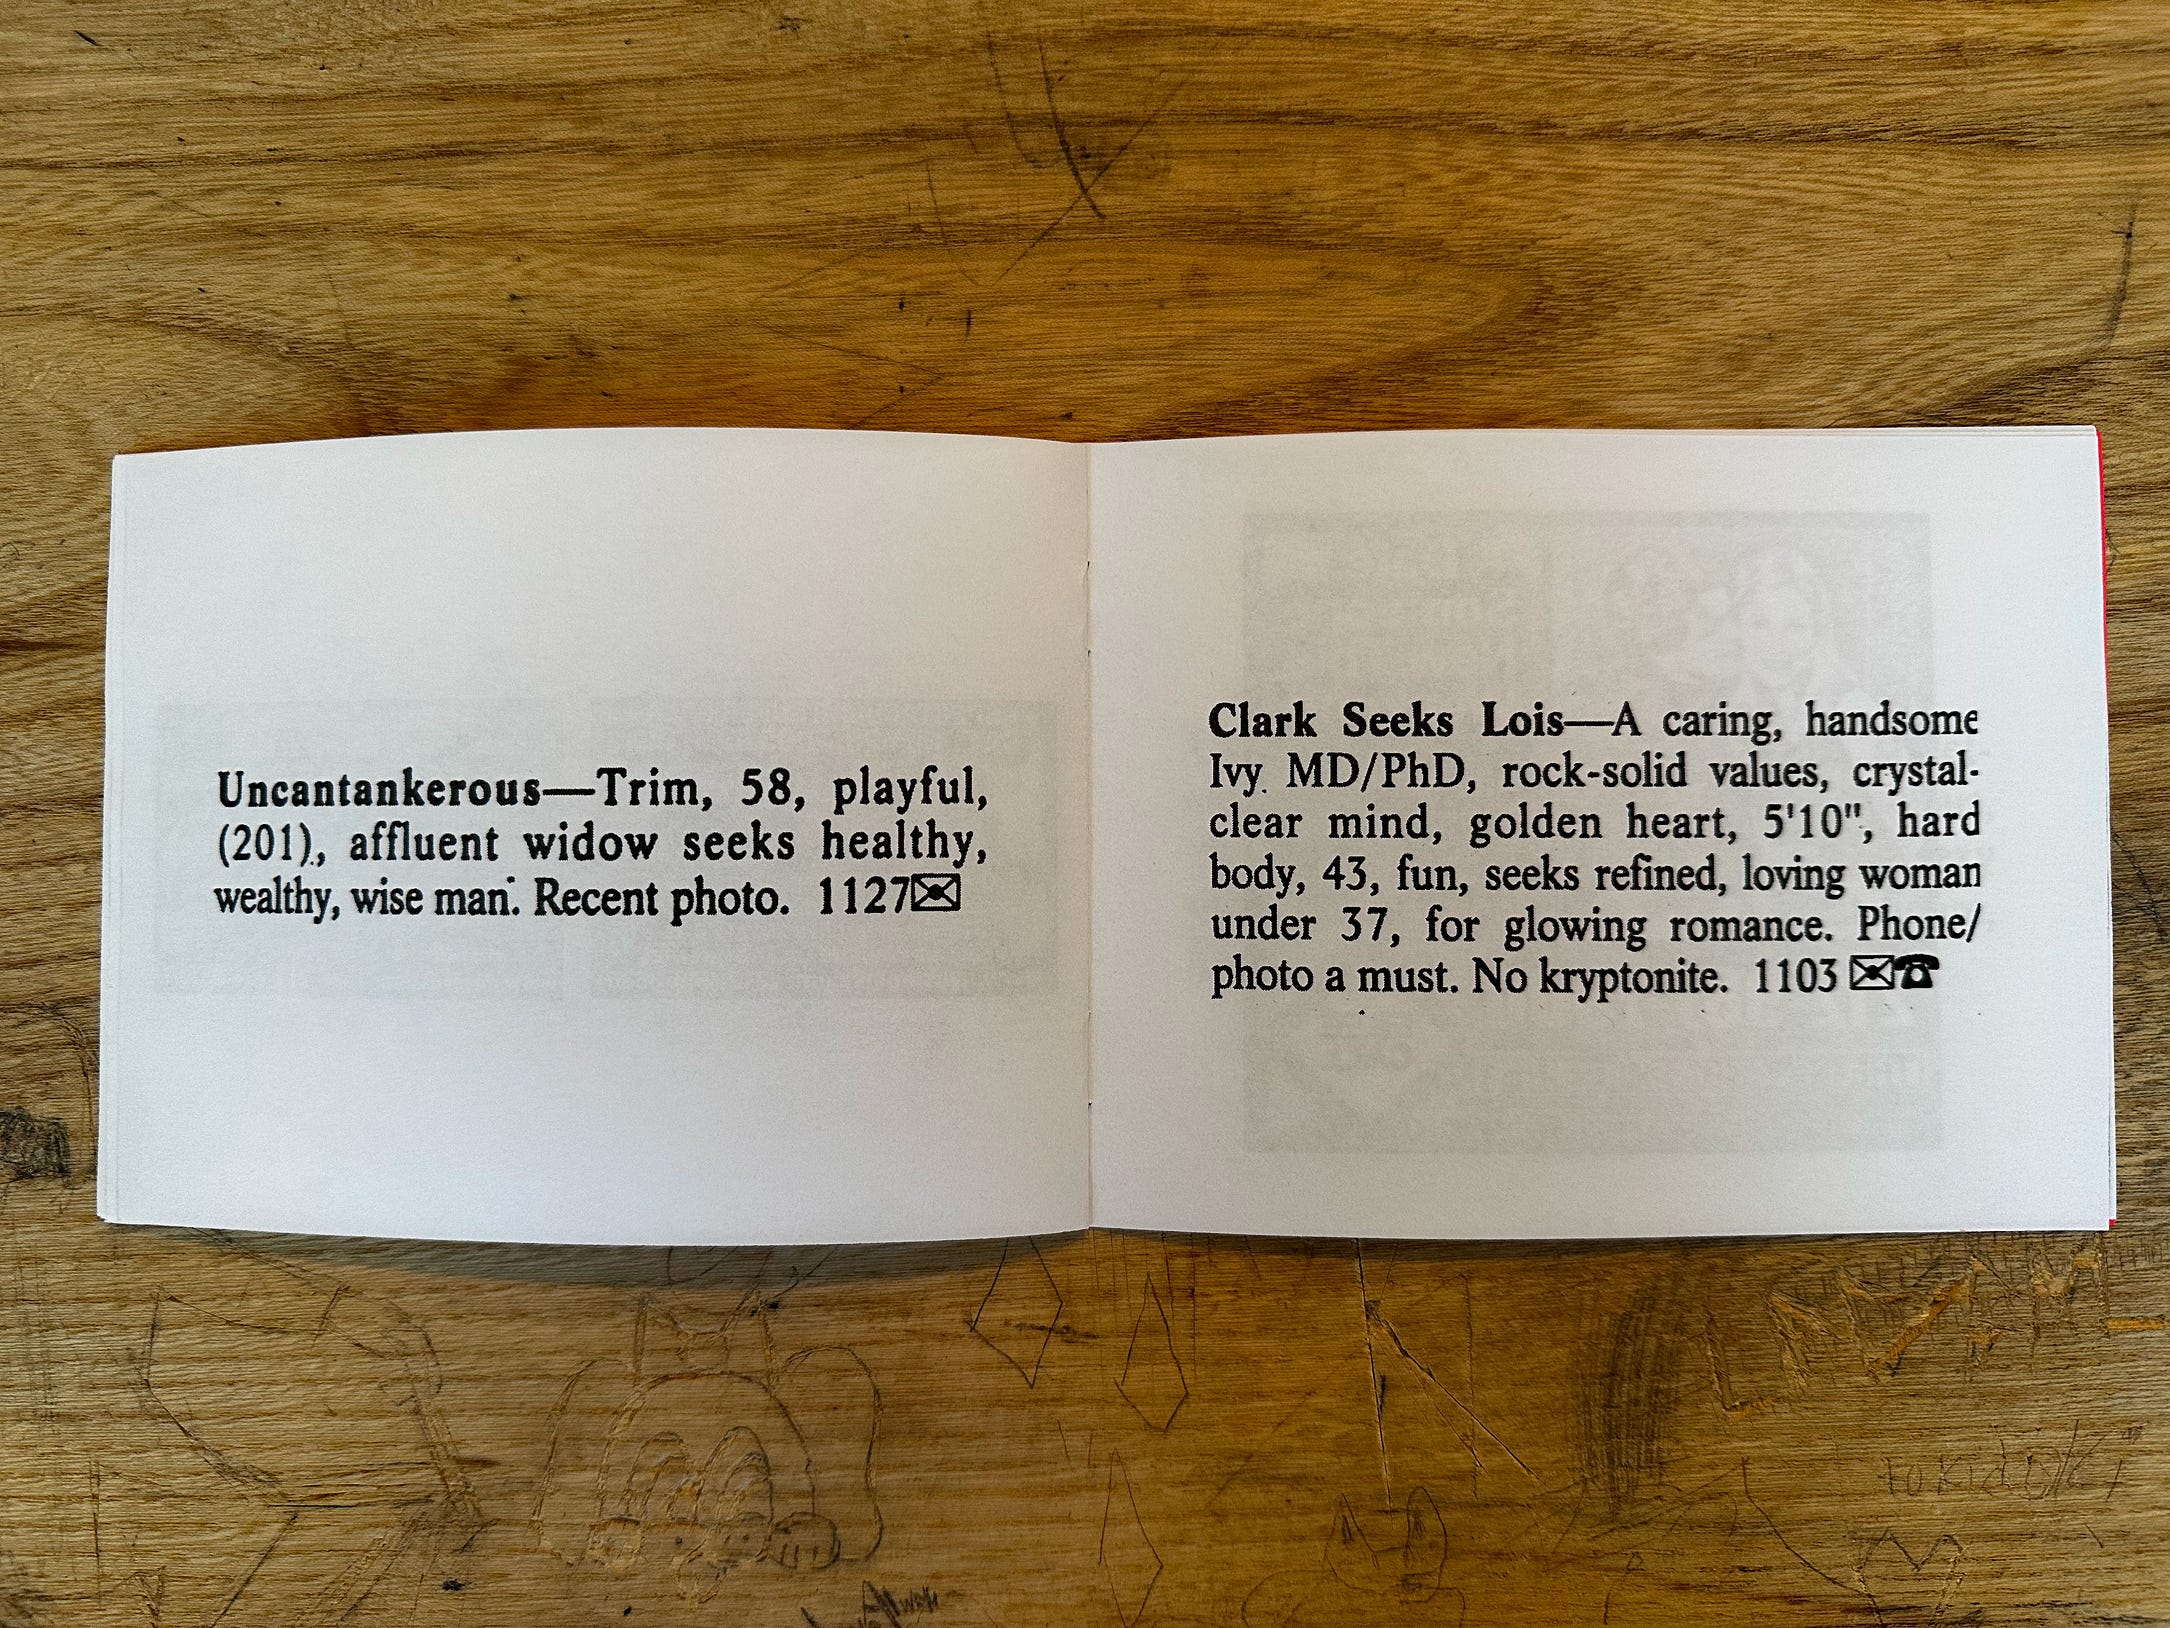 Uncantankerous—Trim, 58, playful,
(201), affluent widow seeks healthy,
wealthy, wise man. Recent photo. 1127
Clark Seeks Lois—A caring, handsome
Ivy MD/PhD, rock-solid values, crystal-
clear mind, golden heart, 5'10", hard
body, 43, fun, seeks refined, loving woman
under 37, for glowing romance. Phone/
photo a must. No kryptonite. 1103